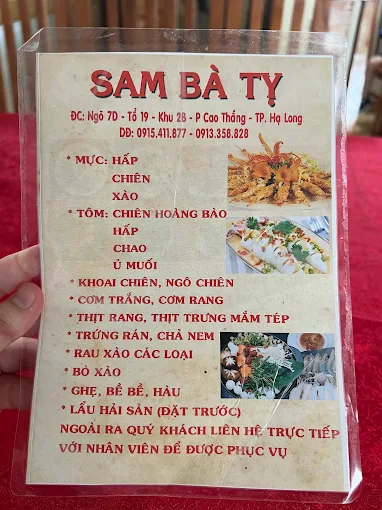 SAM BÀ TỴ
ĐC: Ngõ 7D - Tổ 19 - Khu 2B - P Cao Thắng - TP. Hạ Long
DĐ: 0915.411.877 - 0913.358.828
* MỰC: HẤP
CHIÊN
XÀO
* TÔM: CHIÊN HOÀNG BÀO
HẤP
CHAO
Ủ MUỐI
* KHOAI CHIÊN, NGÔ CHIÊN
* CƠM TRẮNG, CƠM RANG
* THỊT RANG, THỊT TRƯNG MẮM TÉP
* TRỨNG RÁN, CHẢ NEM
* RAU XÀO CÁC LOẠI
* BÒ XÀO
* GHẸ, BỀ BỀ, HÀU
* LẨU HẢI SẢN (ĐẶT TRƯỚC)
NGOÀI RA QUÝ KHÁCH LIÊN HỆ TRỰC TIẾP
VỚI NHÂN VIÊN ĐỂ ĐƯỢC PHỤC VỤ